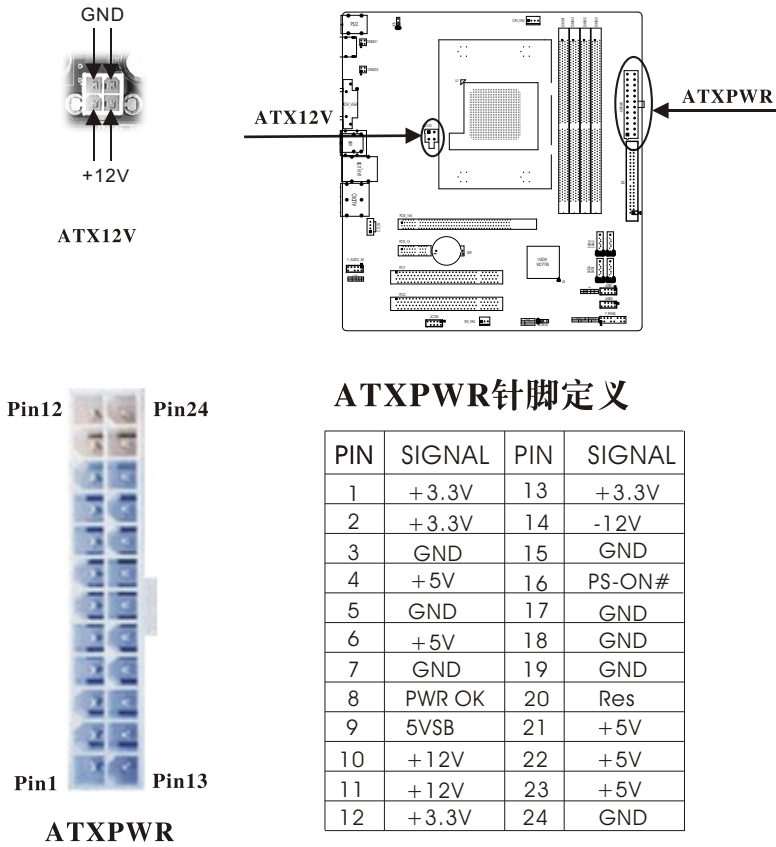 GND
+12V
ATX12V
ATX12V
ATXPWR
Pin12
Pin24
Pin1
Pin13
ATXPWR
ATXPWR针脚定义
PIN SIGNAL PIN SIGNAL
1 +3.3V 13 +3.3V
2 +3.3V 14 -12V
3 GND 15 GND
4 +5V 16 PS-ON#
5 GND 17 GND
6 +5V 18 GND
7 GND 19 GND
8 PWR OK 20 Res
9 5VSB 21 +5V
10 +12V 22 +5V
11 +12V 23 +5V
12 +3.3V 24 GND